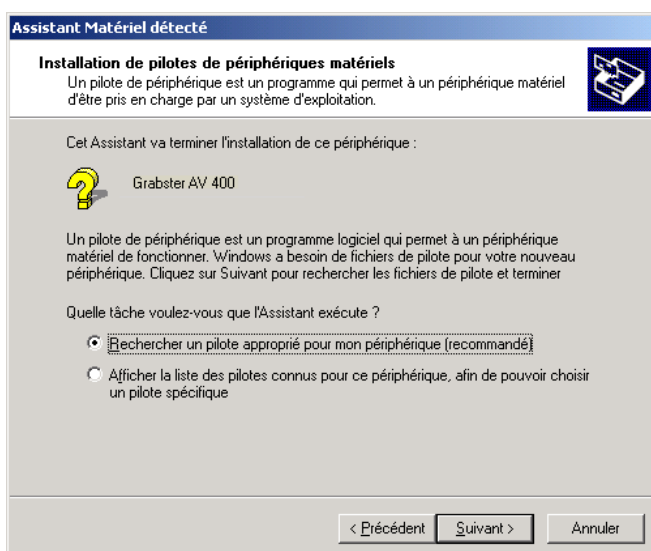 Assistant Matériel détecté
Installation de pilotes de périphériques matériels
Un pilote de périphérique est un programme qui permet à un périphérique matériel
d'être pris en charge par un système d'exploitation.
Cet Assistant va terminer l'installation de ce périphérique :
Grabster AV 400
Un pilote de périphérique est un programme logiciel qui permet à un périphérique
matériel de fonctionner. Windows a besoin de fichiers de pilote pour votre nouveau
périphérique. Cliquez sur Suivant pour rechercher les fichiers de pilote et terminer
Quelle tâche voulez-vous que l'Assistant exécute ?
Rechercher un pilote approprié pour mon périphérique (recommandé)
Afficher la liste des pilotes connus pour ce périphérique, afin de pouvoir choisir
un pilote spécifique
< Précédent Suivant > Annuler